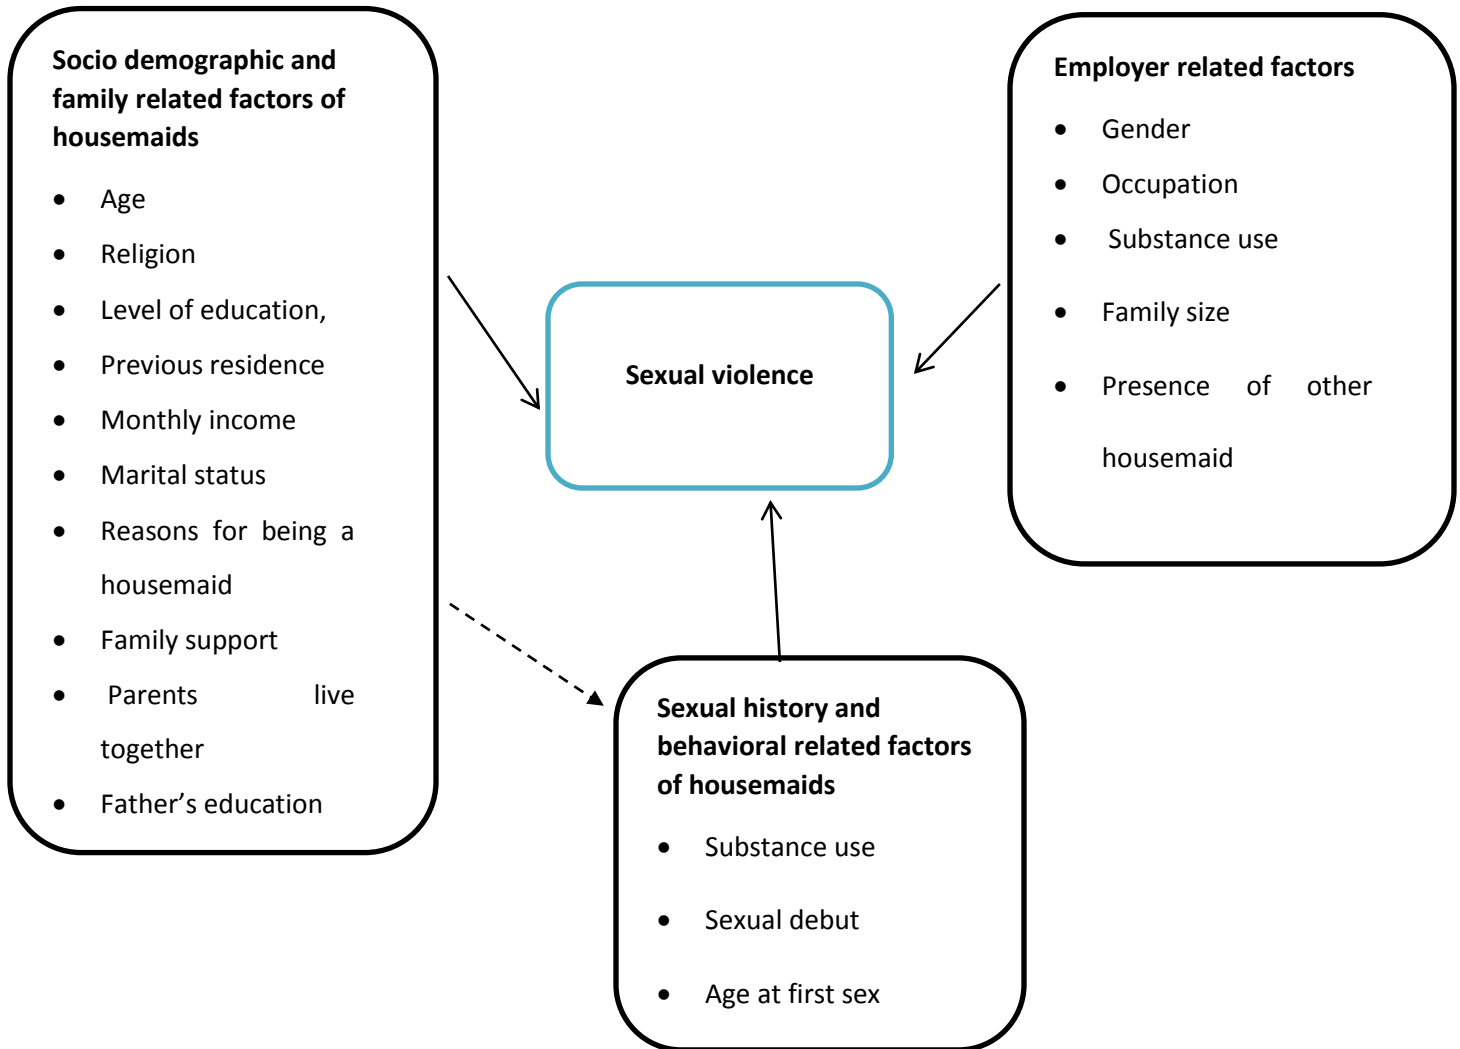 Socio demographic and
family related factors of
housemaids
• Age
• Religion
• Level of education,
• Previous residence
• Monthly income
• Marital status
• Reasons for being a
housemaid
• Family support
• Parents live
together
• Father’s education
Sexual violence
Employer related factors
• Gender
• Occupation
• Substance use
• Family size
• Presence of other
housemaid
Sexual history and
behavioral related factors
of housemaids
• Substance use
• Sexual debut
• Age at first sex